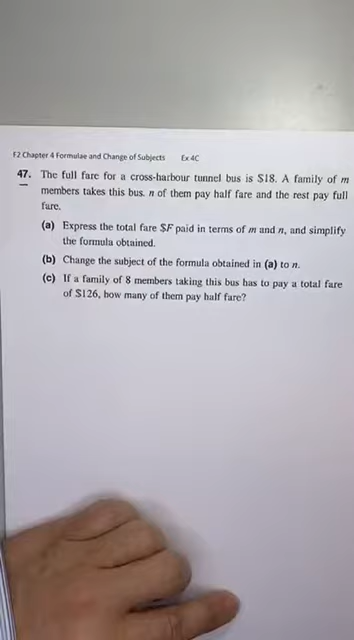 F2 Chapter 4 Formulae and Change of Subjects Ex 4C
47. The full fare for a cross-harbour tunnel bus is $18. A family of m
members takes this bus. n of them pay half fare and the rest pay full
fare.
(a) Express the total fare $F paid in terms of m and n, and simplify
the formula obtained.
(b) Change the subject of the formula obtained in (a) to n.
(c) If a family of 8 members taking this bus has to pay a total fare
of $126, how many of them pay half fare?